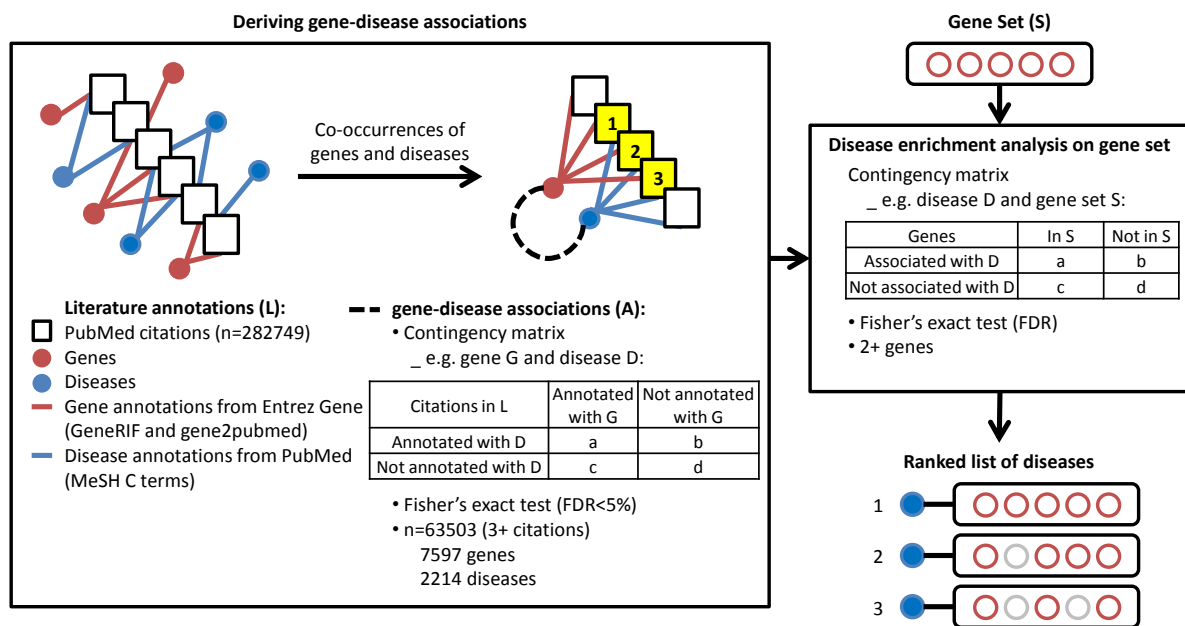 Deriving gene-disease associations
Co-occurrences of
genes and diseases
1
2
3
Literature annotations (L):
PubMed citations (n=282749)
Genes
Diseases
Gene annotations from Entrez Gene
(GeneRIF and gene2pubmed)
Disease annotations from PubMed
(MeSH C terms)
gene-disease associations (A):
• Contingency matrix
_ e.g. gene G and disease D:
Citations in L
Annotated
with G
Not annotated
with G
Annotated with D
a
b
Not annotated with D
c
d
• Fisher’s exact test (FDR<5%)
• n=63503 (3+ citations)
7597 genes
2214 diseases
Gene Set (S)
Disease enrichment analysis on gene set
Contingency matrix
_ e.g. disease D and gene set S:
Genes
In S
Not in S
Associated with D
a
b
Not associated with D
c
d
• Fisher’s exact test (FDR)
• 2+ genes
Ranked list of diseases
1
2
3